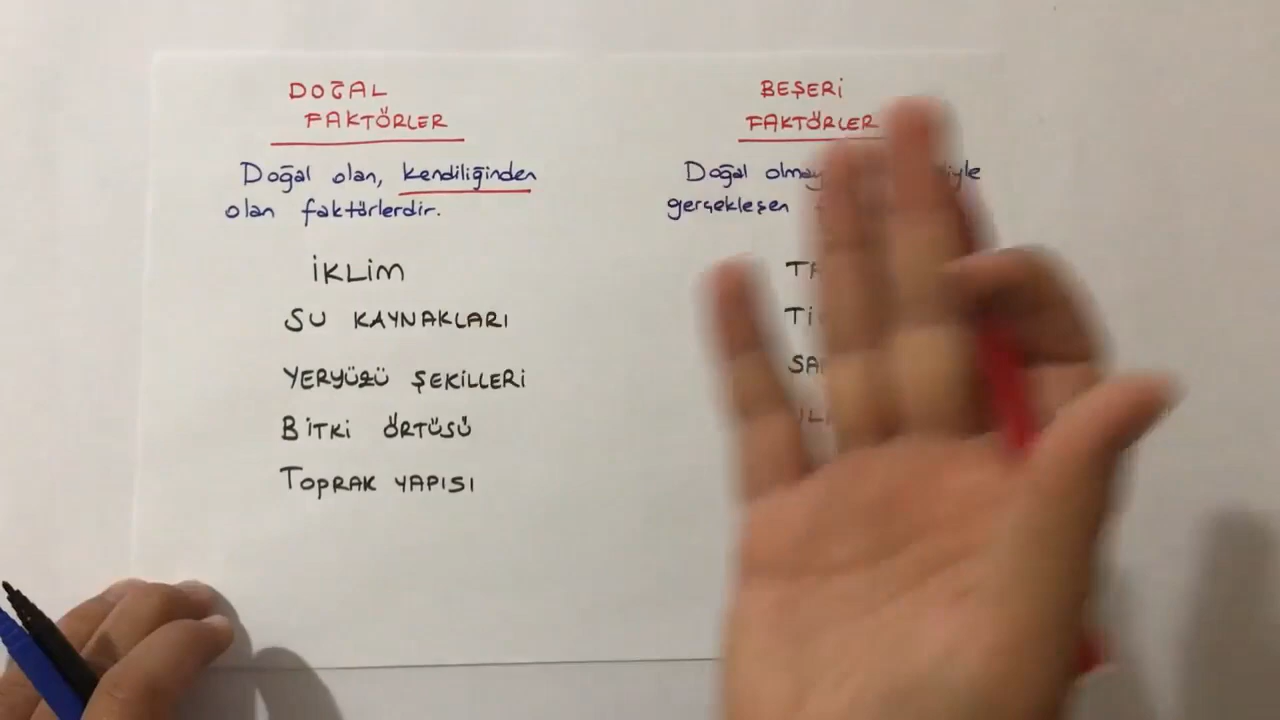 DOĞAL
FAKTÖRLER
Doğal olan, kendiliğinden
olan faktörlerdir.
İKLİM
SU KAYNAKLARI
YERYÜZÜ ŞEKİLLERİ
BİTKİ ÖRTÜSÜ
TOPRAK YAPISI
BEŞERİ
FAKTÖRLER
Doğal
gerçekleşen